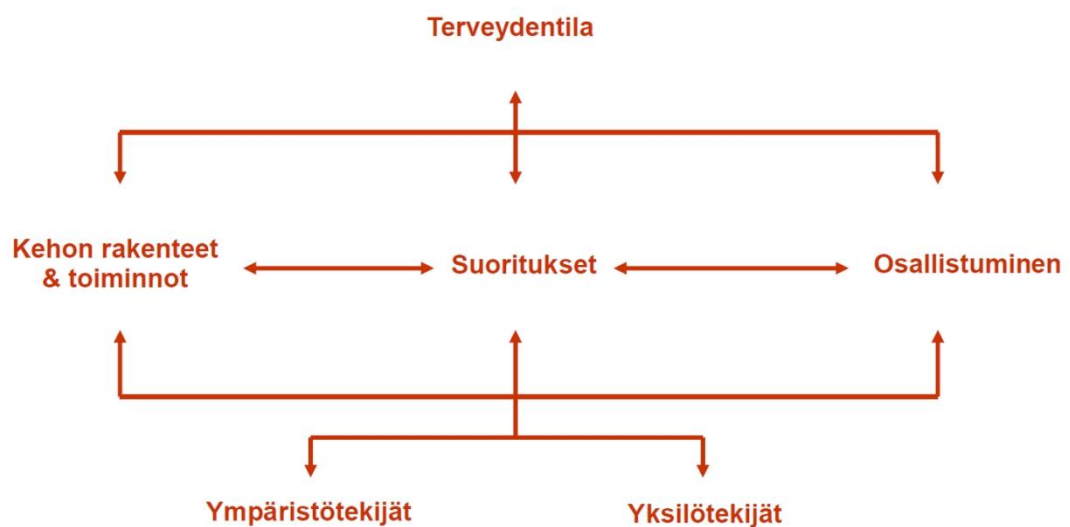 Terveydentila
Kehon rakenteet
& toiminnot
Suoritukset
Osallistuminen
Ympäristötekijät
Yksilötekijät